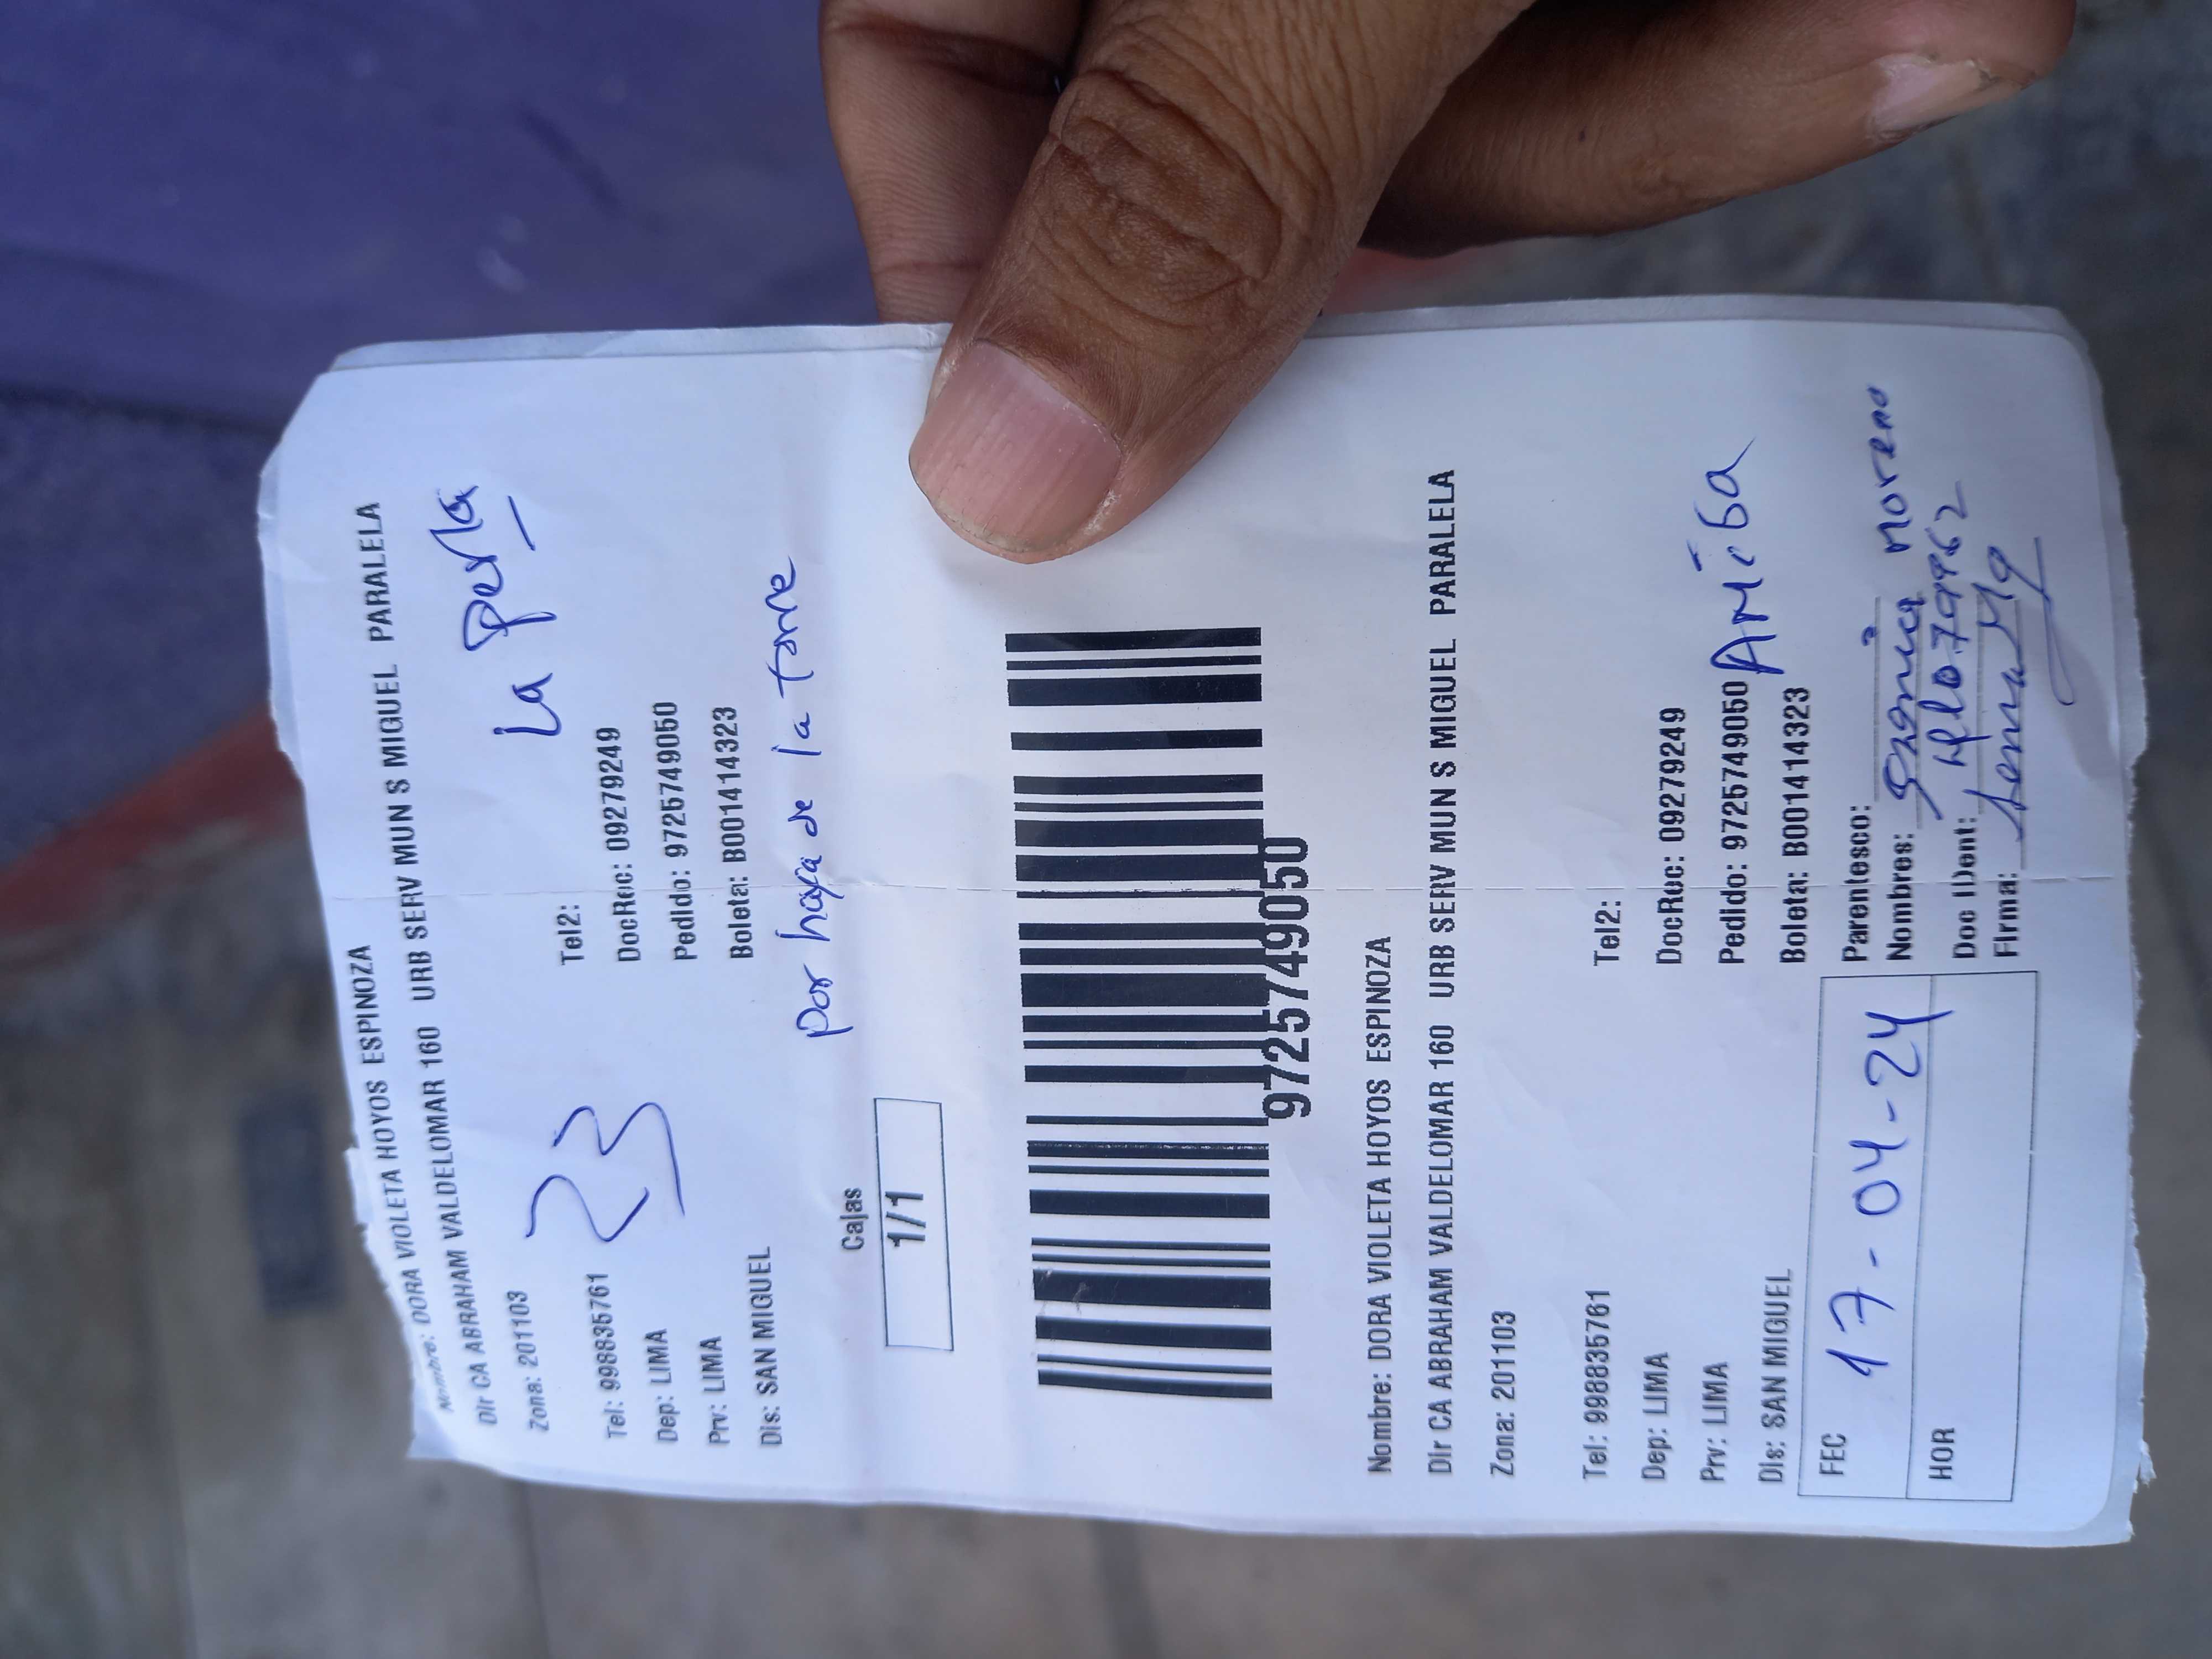 Nombre: DORA VIOLETA HOYOS ESPINOZA
Dir CA ABRAHAM VALDELOMAR 160 URB SERV MUN S MIGUEL PARALELA
Zona: 201103
La perla
23
Tel: 998835761 Tel2:
Dep: LIMA DocRec: 09279249
Prv: LIMA Pedido: 9725749050
Dis: SAN MIGUEL Boleta: B001414323
por haya de la torre
Cajas
1/1
9725749050
Nombre: DORA VIOLETA HOYOS ESPINOZA
Dir CA ABRAHAM VALDELOMAR 160 URB SERV MUN S MIGUEL PARALELA
Zona: 201103
Tel: 998835761 Tel2:
Dep: LIMA DocRec: 09279249
Prv: LIMA Pedido: 9725749050
Dis: SAN MIGUEL Boleta: B001414323
FEC 17-04-24
HOR
Parentesco:
Nombres: moreno
Doc IDent:
Firma: